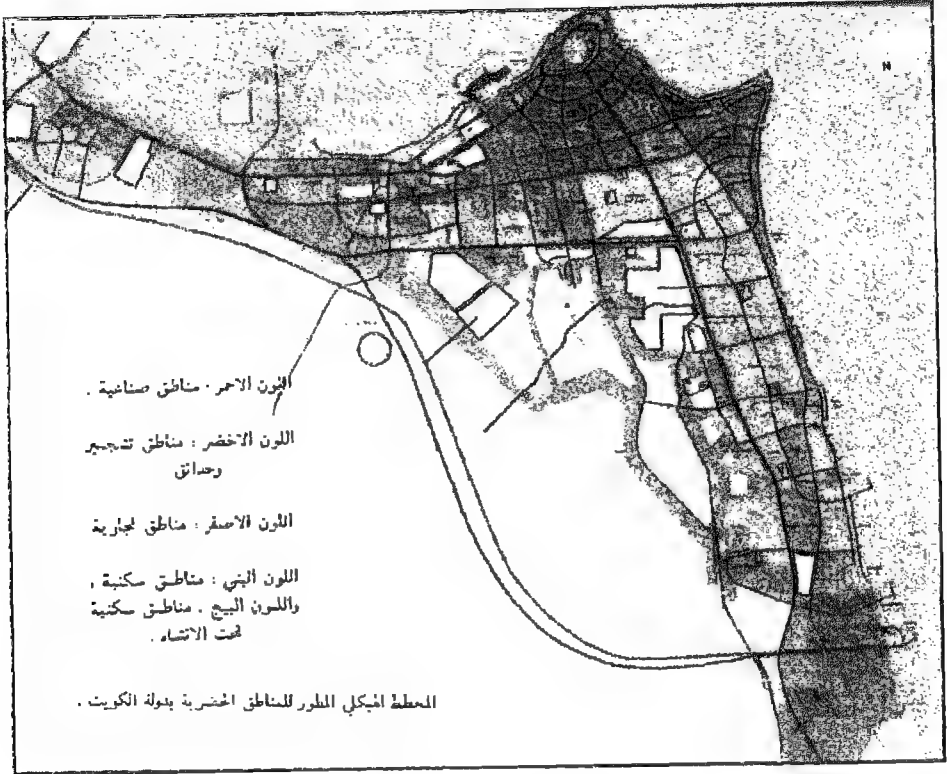 N
اللون الاحمر . مناطق صناعية .
اللون الاخضر : مناطق تشجير
وحدائق
اللون الاصفر : مناطق تجارية
اللون البني : مناطق سكنية ,
واللون البيج . مناطق سكنية
تحت الانشاء .
المخطط الهيكلي المطور للمناطق الحضرية بدولة الكويت .